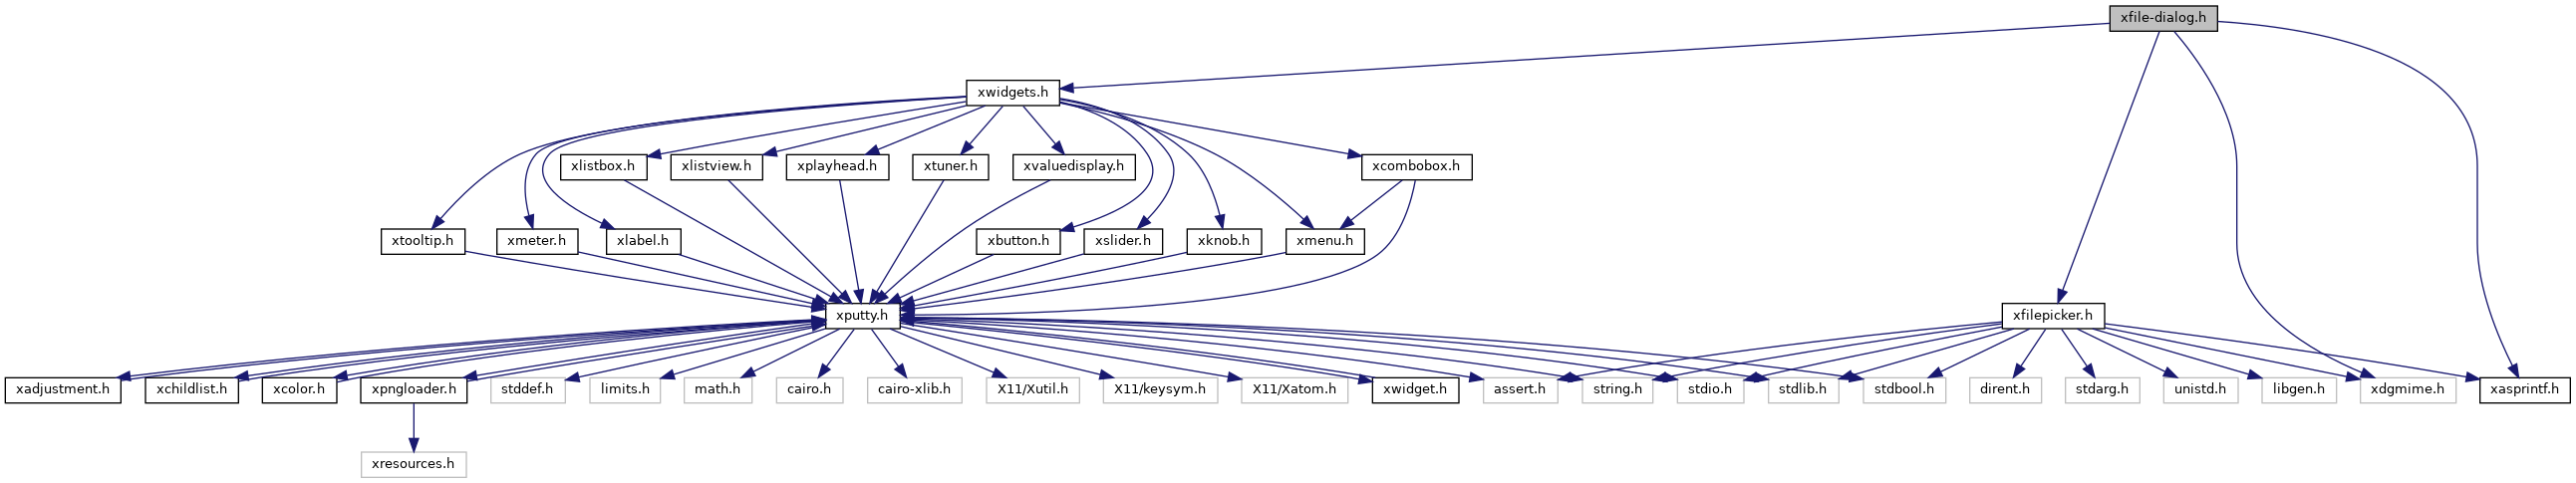 xfile-dialog.h
xwidgets.h
xlistbox.h
xlistview.h
xplayhead.h
xtuner.h
xvaluedisplay.h
xcombobox.h
xtooltip.h
xmeter.h
xlabel.h
xbutton.h
xslider.h
xknob.h
xmenu.h
xputty.h
xfilepicker.h
xadjustment.h
xchildlist.h
xcolor.h
xpngloader.h
stddef.h
limits.h
math.h
cairo.h
cairo-xlib.h
X11/Xutil.h
X11/keysym.h
X11/Xatom.h
xwidget.h
assert.h
string.h
stdio.h
stdlib.h
stdbool.h
dirent.h
stdarg.h
unistd.h
libgen.h
xdgmime.h
xasprintf.h
xresources.h